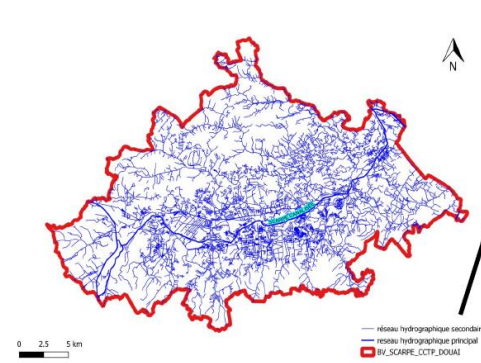 N
0 2.5 5 km
réseau hydrographique secondair
reseau hydrographique principal
BV_SCARPE_CCTP_DOUAI